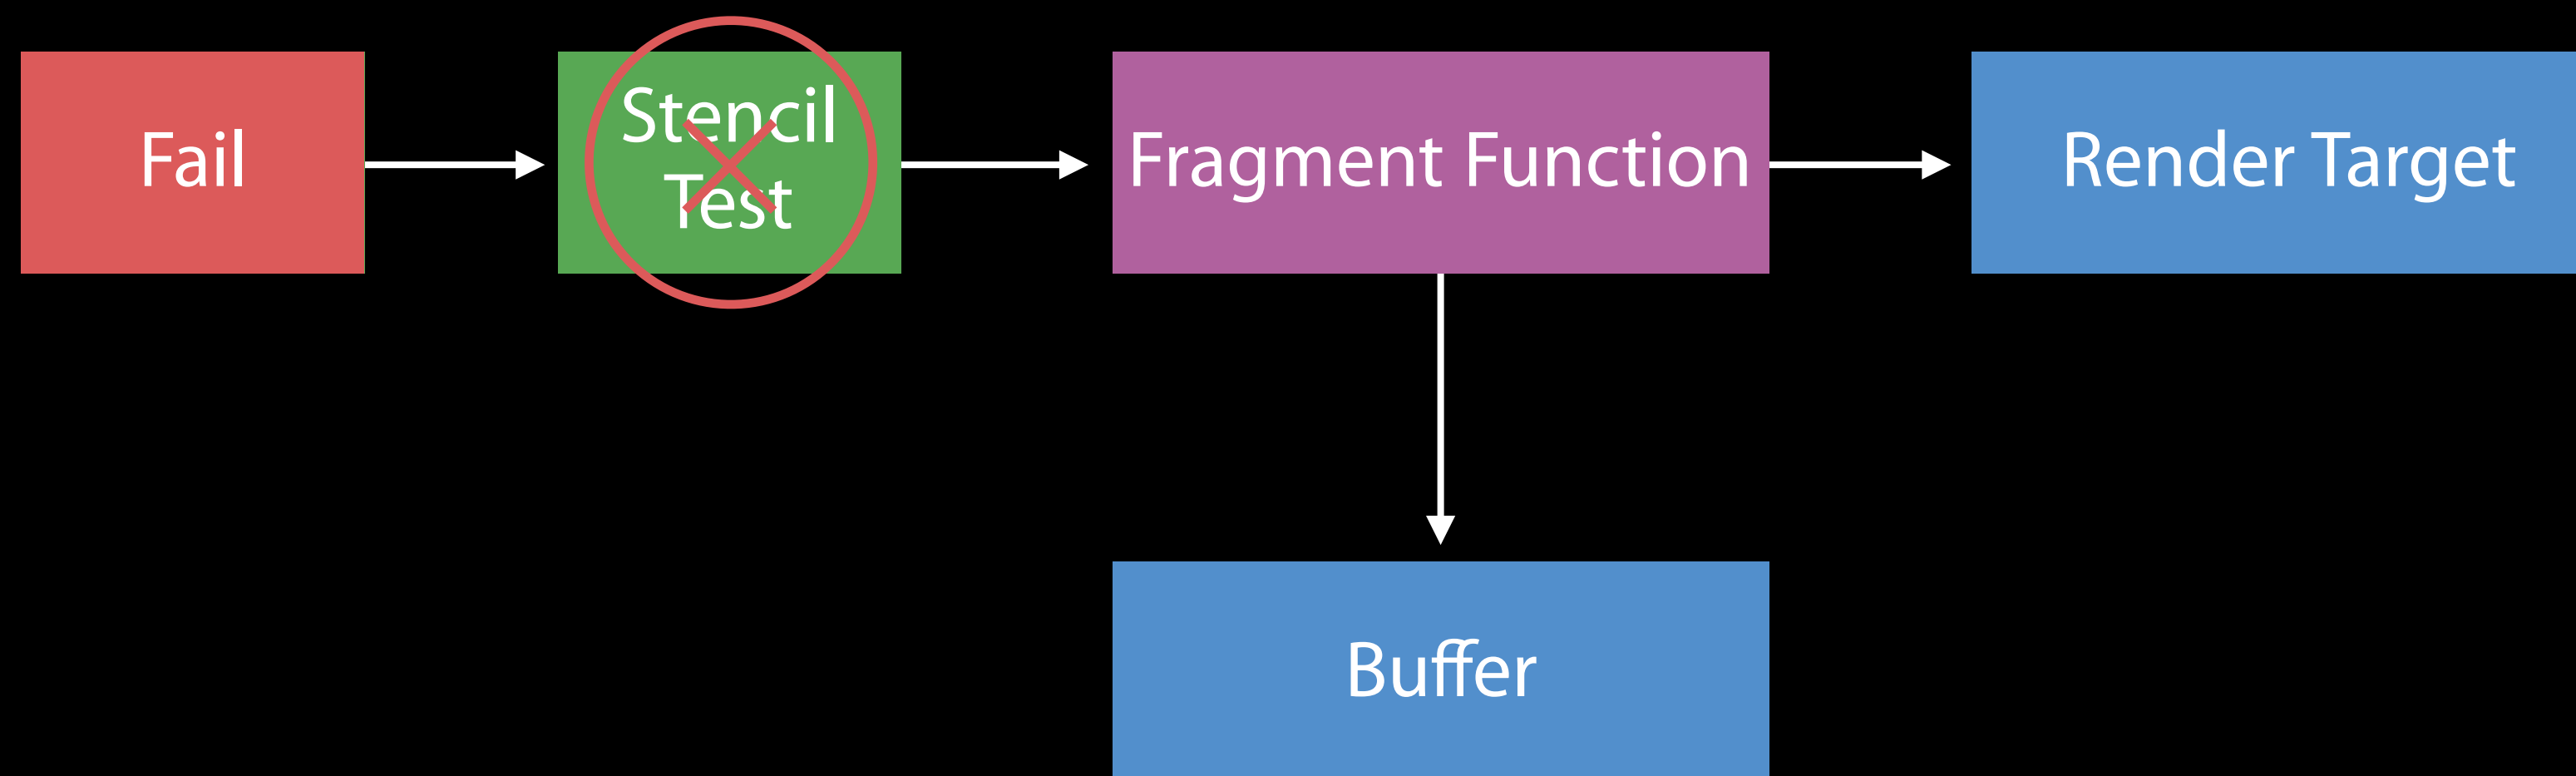 Fail
Stencil
Test
Fragment Function
Render Target
Buffer